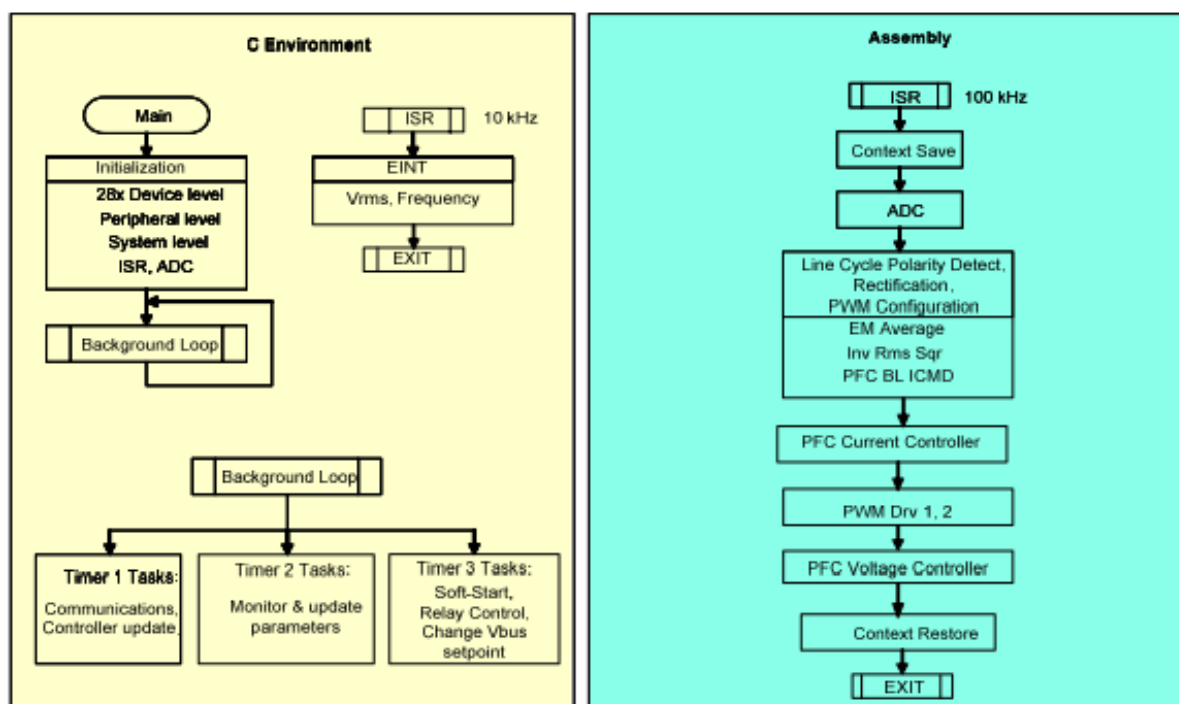 C Environment
Main
Initialization
28x Device level
Peripheral level
System level
ISR, ADC
Background Loop
ISR 10 kHz
EINT
Vrms, Frequency
EXIT
Background Loop
Timer 1 Tasks:
Communications,
Controller update,
Timer 2 Tasks:
Monitor & update
parameters
Timer 3 Tasks:
Soft-Start,
Relay Control,
Change Vbus
setpoint
Assembly
ISR 100 kHz
Context Save
ADC
Line Cycle Polarity Detect,
Rectification,
PWM Configuration
EM Average
Inv Rms Sqr
PFC BL ICMD
PFC Current Controller
PWM Drv 1, 2
PFC Voltage Controller
Context Restore
EXIT